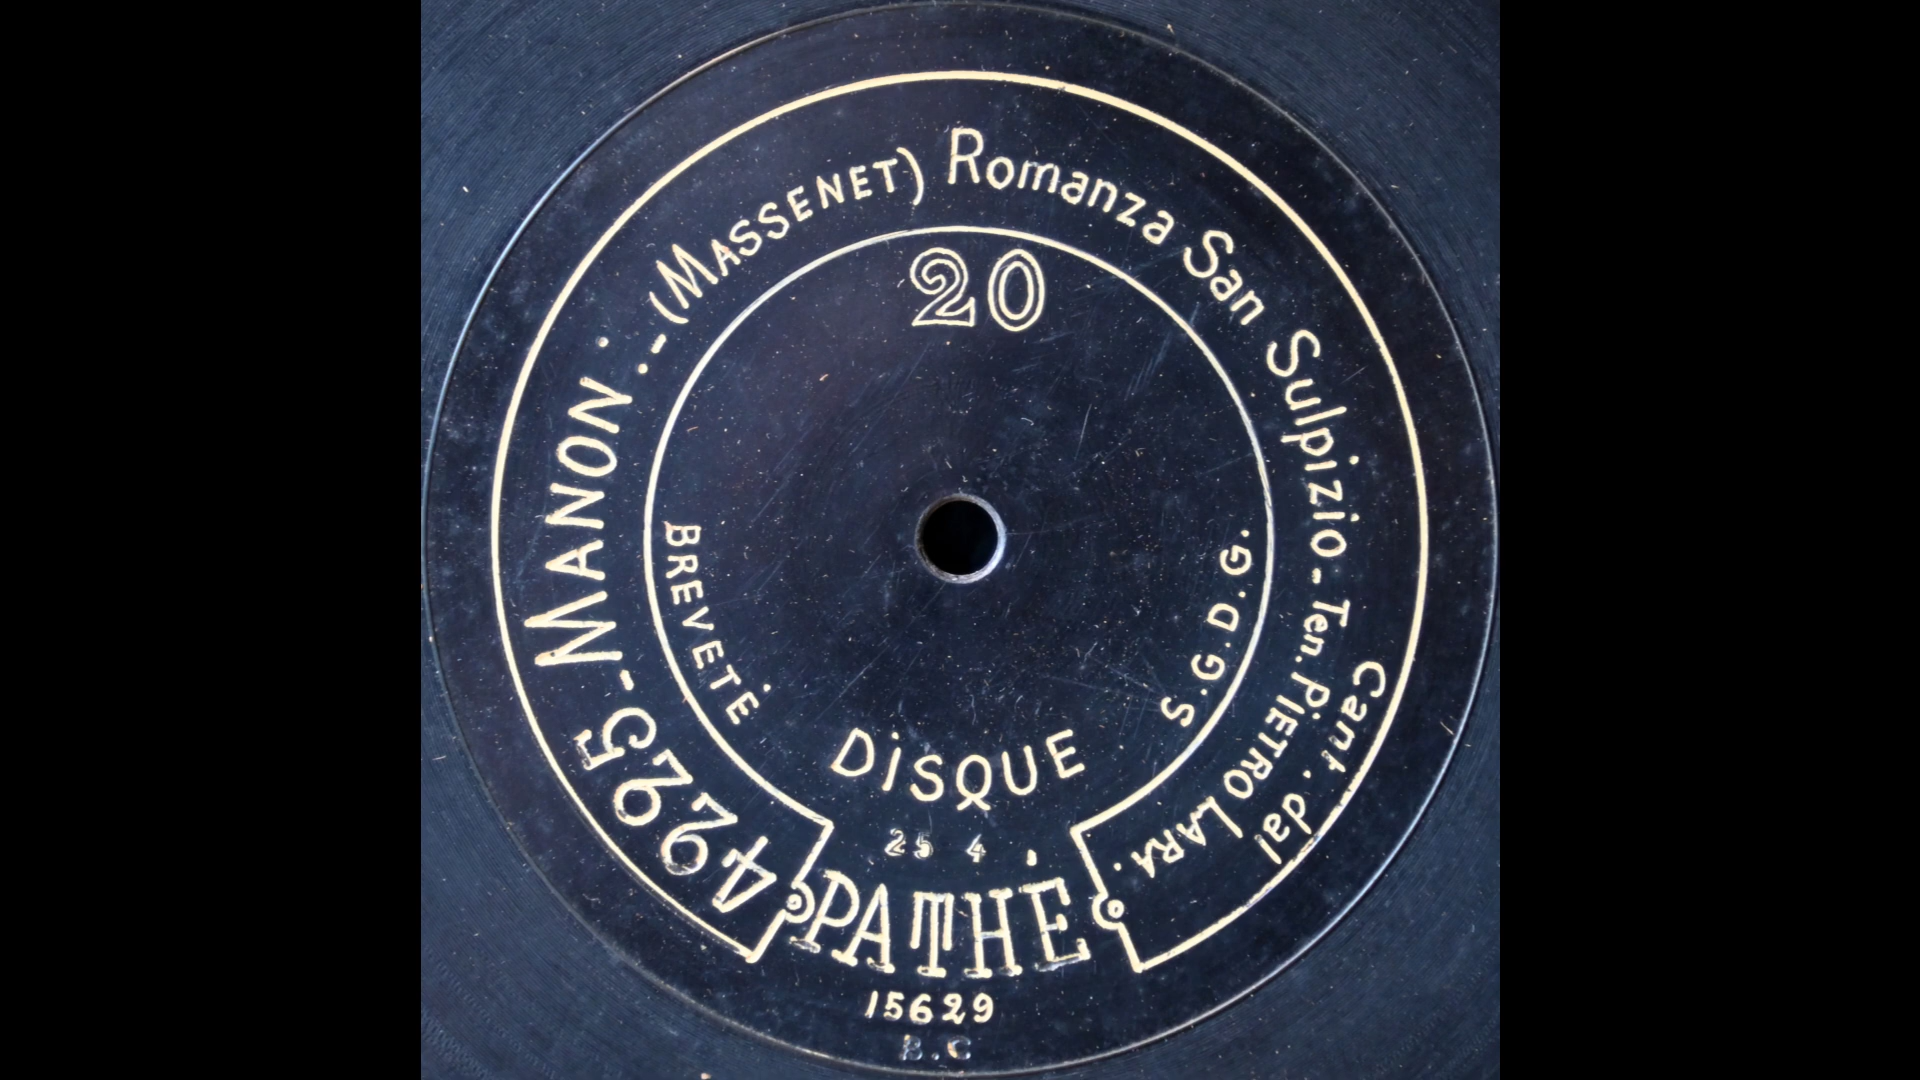 4225-MANON.·.-(MASSENET) Romanza San Sulpizio-Ten. PIETRO LARA.
Cant. dal
20
BREVETÉ
S.G.D.G.
DiSQUE
25 4
PATHÉ
15629
B.C